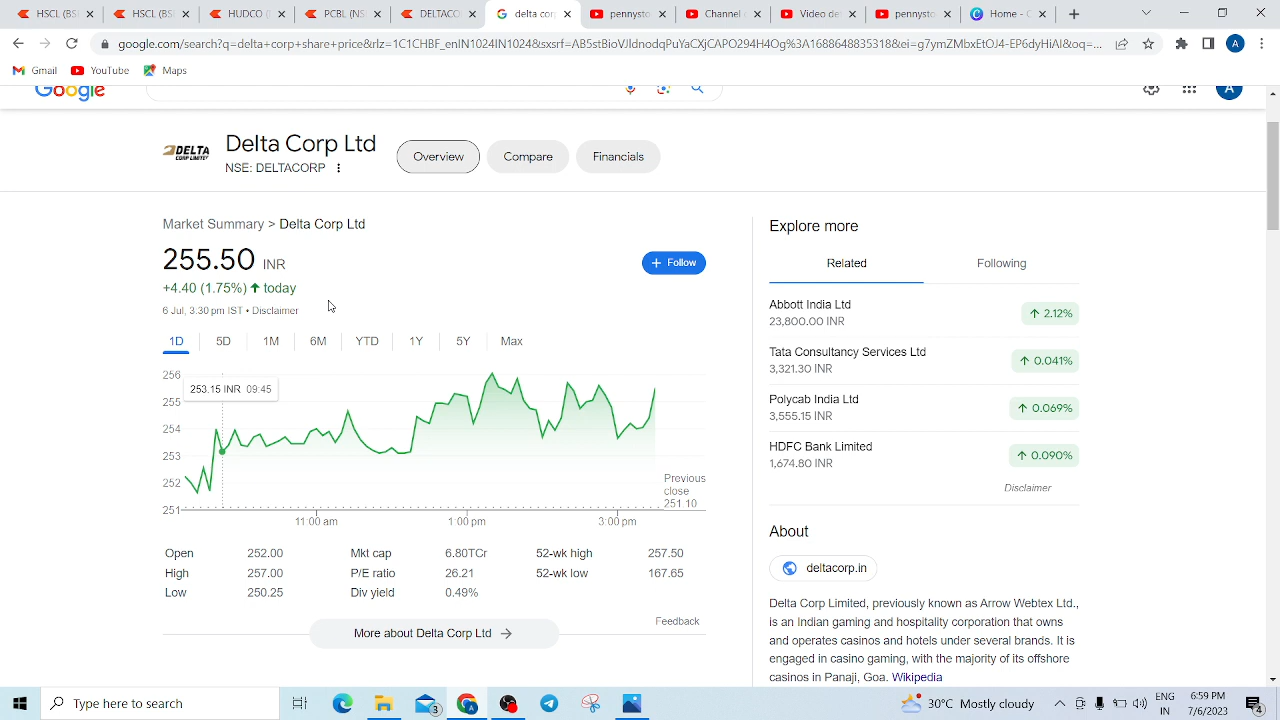 HSCL (BSE
HSCL (BSE
HUDCO (
PCBL (NS
DELTACO
delta corp
pennysto
Channel c
Video det
pennysto
Home - C
google.com/search?q=delta+corp+share+price&rlz=1C1CHBF_enIN1024IN1024&sxsrf=AB5stBioVJIdnodqPuYaCXjCAPO294H4Og%3A1688648835318&ei=g7ymZMbxEtOJ4-EP6dyHiAI&oq=...
Gmail YouTube Maps
Google
A
DELTA
CORP LIMITED
Delta Corp Ltd
NSE: DELTACORP
Overview Compare Financials
Market Summary > Delta Corp Ltd
255.50 INR
+ Follow
+4.40 (1.75%) ↑ today
6 Jul, 3:30 pm IST • Disclaimer
1D 5D 1M 6M YTD 1Y 5Y Max
253.15 INR 09:45
256
255
254
253
252
251
Previous
close
251.10
11:00 am 1:00 pm 3:00 pm
Open 252.00 Mkt cap 6.80TCr 52-wk high 257.50
High 257.00 P/E ratio 26.21 52-wk low 167.65
Low 250.25 Div yield 0.49%
Feedback
More about Delta Corp Ltd →
Explore more
Related Following
Abbott India Ltd
23,800.00 INR
↑ 2.12%
Tata Consultancy Services Ltd
3,321.30 INR
↑ 0.041%
Polycab India Ltd
3,555.15 INR
↑ 0.069%
HDFC Bank Limited
1,674.80 INR
↑ 0.090%
Disclaimer
About
deltacorp.in
Delta Corp Limited, previously known as Arrow Webtex Ltd.,
is an Indian gaming and hospitality corporation that owns
and operates casinos and hotels under several brands. It is
engaged in casino gaming, with the majority of its offshore
casinos in Panaji, Goa. Wikipedia
Type here to search
3
30°C Mostly cloudy
ENG
IN
6:59 PM
7/6/2023
4